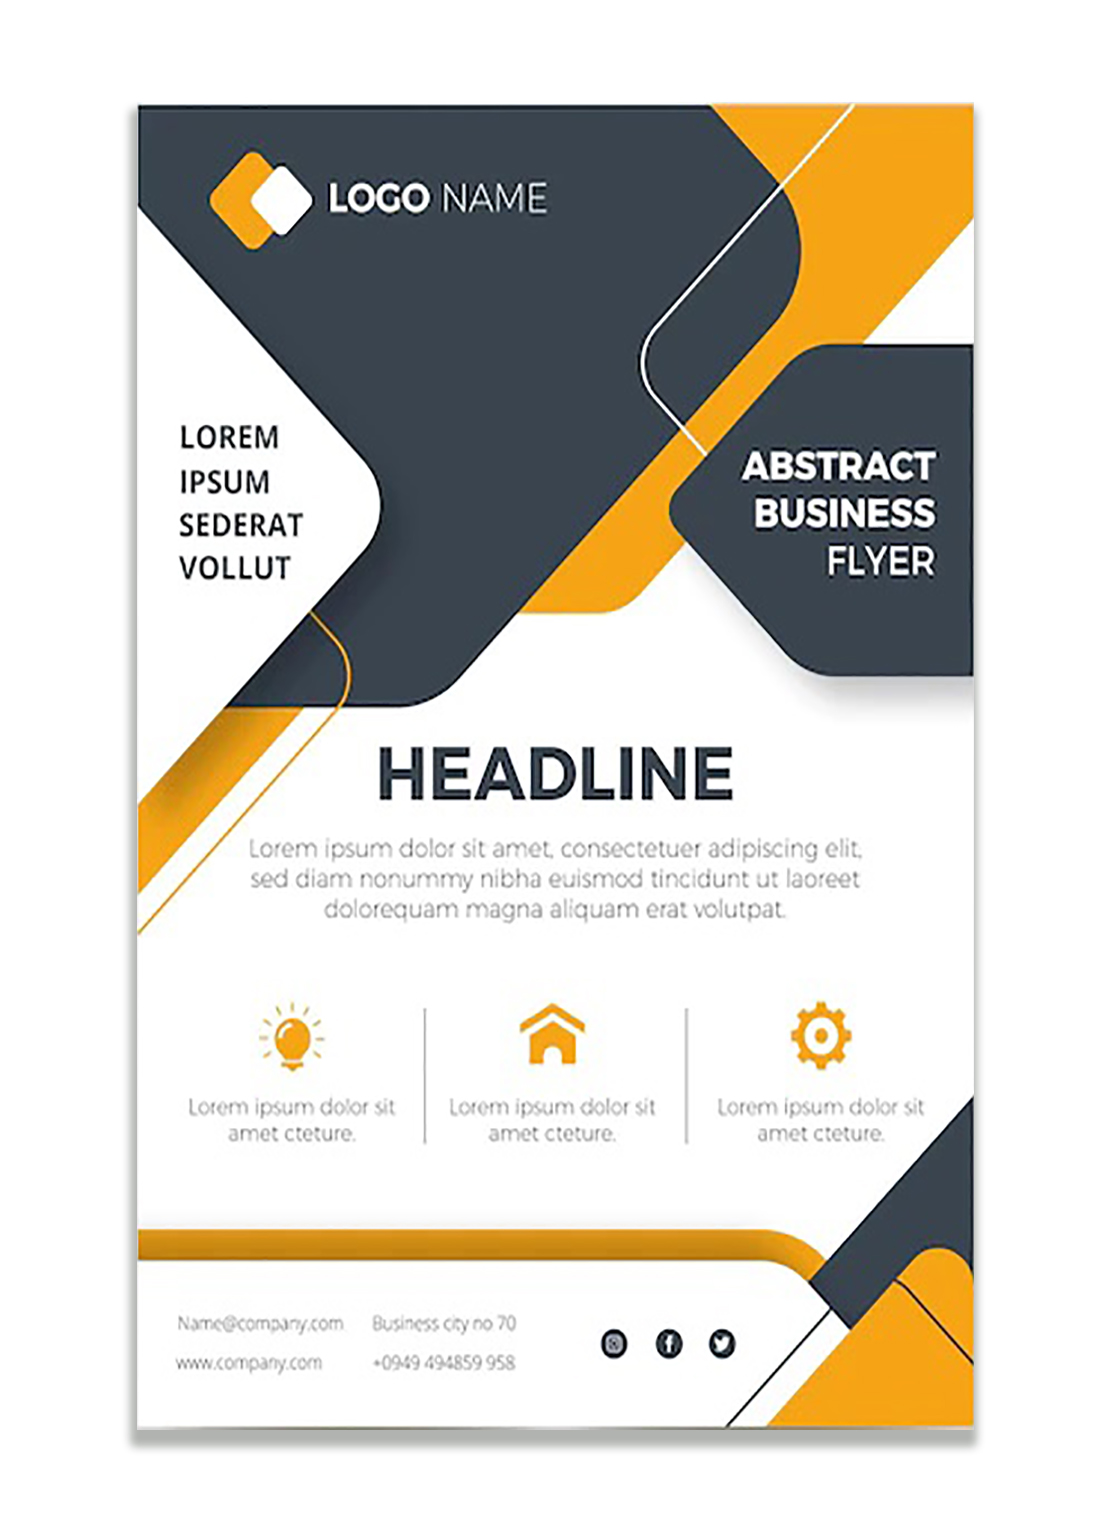 LOGO NAME
LOREM
IPSUM
SEDERAT
VOLLUT
ABSTRACT
BUSINESS
FLYER
HEADLINE
Lorem ipsum dolor sit amet, consectetuer adipiscing elit,
sed diam nonummy nibha euismod tincidunt ut laoreet
dolorequam magna aliquam erat volutpat.
Lorem ipsum dolor sit
amet cteture.
Lorem ipsum dolor sit
amet cteture.
Lorem ipsum dolor sit
amet cteture.
Name@company.com
www.company.com
Business city no 70
+0949 494859 958